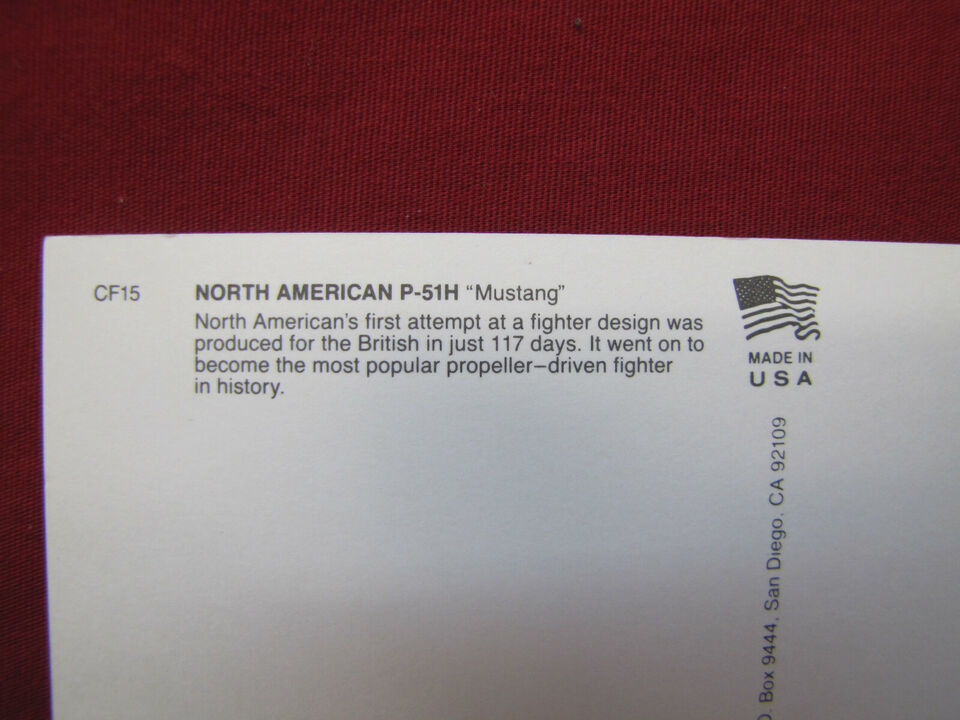 CF15
NORTH AMERICAN P-51H “Mustang”
North American’s first attempt at a fighter design was
produced for the British in just 117 days. It went on to
become the most popular propeller–driven fighter
in history.
MADE IN
USA
Box 9444, San Diego, CA 92109